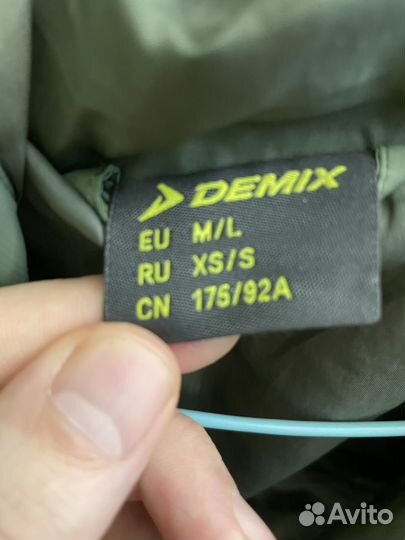 DEMIX
EU M/L
RU XS/S
CN 175/92A
Avito